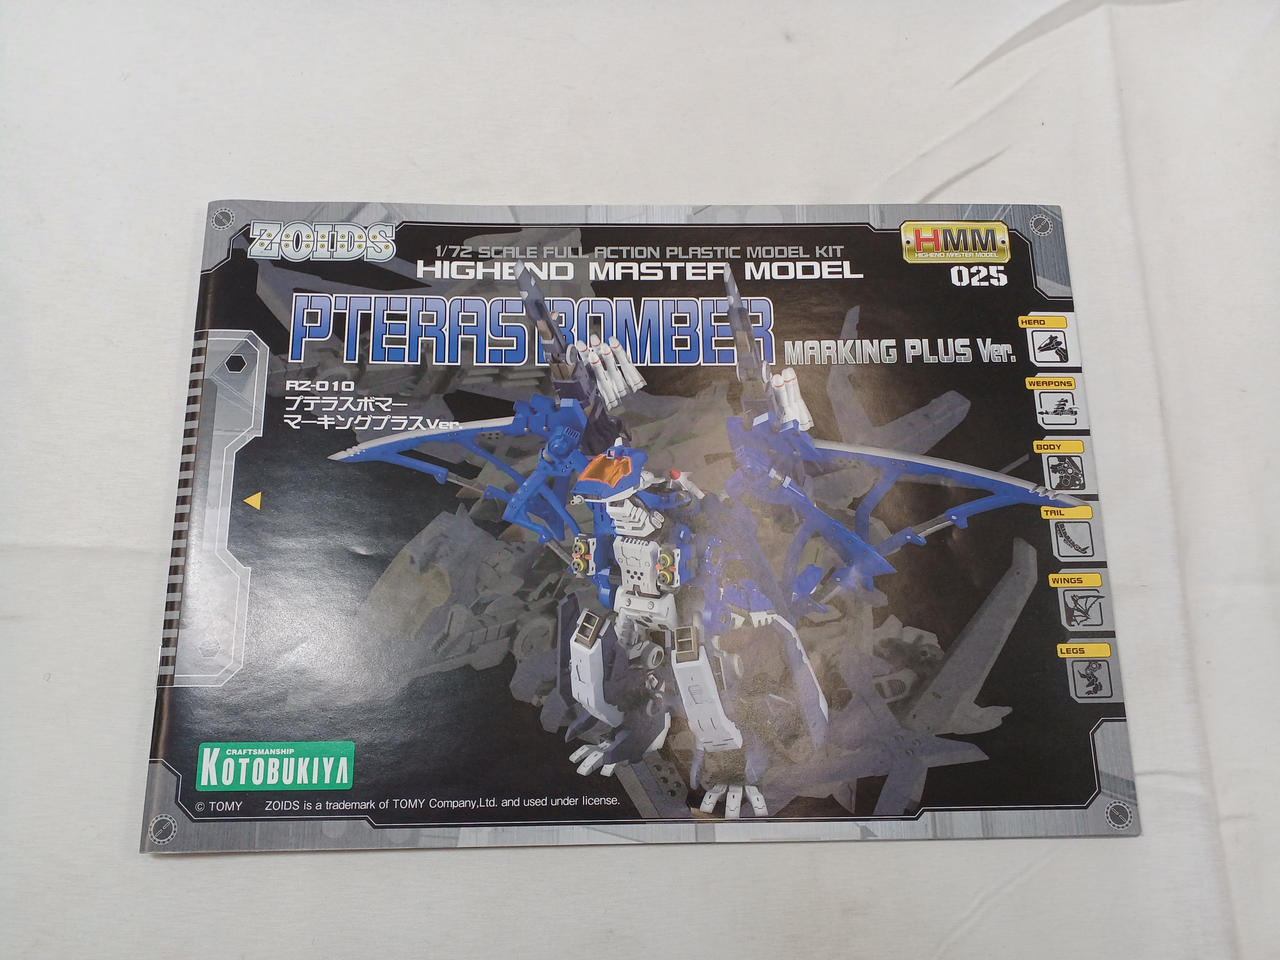 ZOIDS
1/72 SCALE FULL ACTION PLASTIC MODEL KIT
HIGHEND MASTER MODEL
HMM
HIGHEND MASTER MODEL
025
PTERAS BOMBER
MARKING PLUS Ver.
RZ-010
プテラスボマー
マーキングプラスVer.
HEAD
WEAPONS
BODY
TAIL
WINGS
LEGS
CRAFTSMANSHIP
KOTOBUKIYA
© TOMY ZOIDS is a trademark of TOMY Company,Ltd. and used under license.